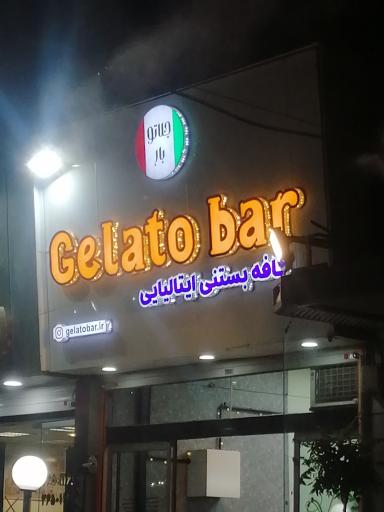 جلاتو
بار
Gelato bar
کافه بستنی ایتالیایی
gelatobar.ir